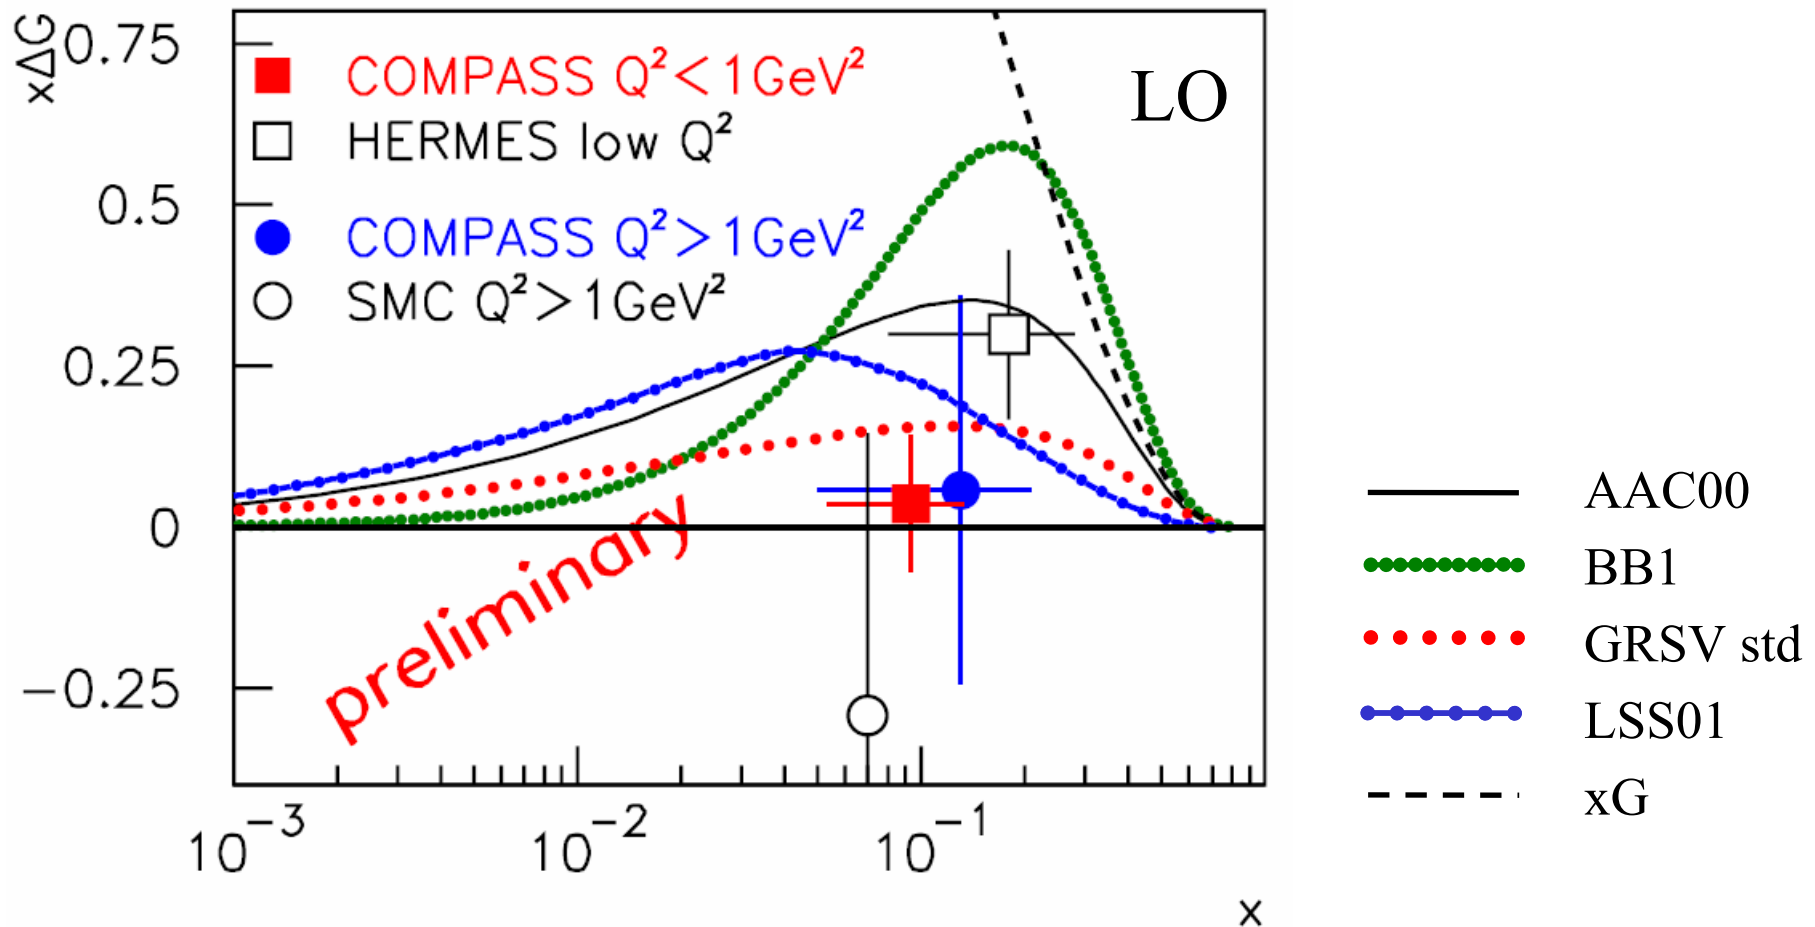 xΔG
0.75
0.5
0.25
0
−0.25
COMPASS Q²<1GeV²
HERMES low Q²
COMPASS Q²>1GeV²
SMC Q²>1GeV²
LO
preliminary
10⁻³
10⁻²
10⁻¹
x
AAC00
BB1
GRSV std
LSS01
xG